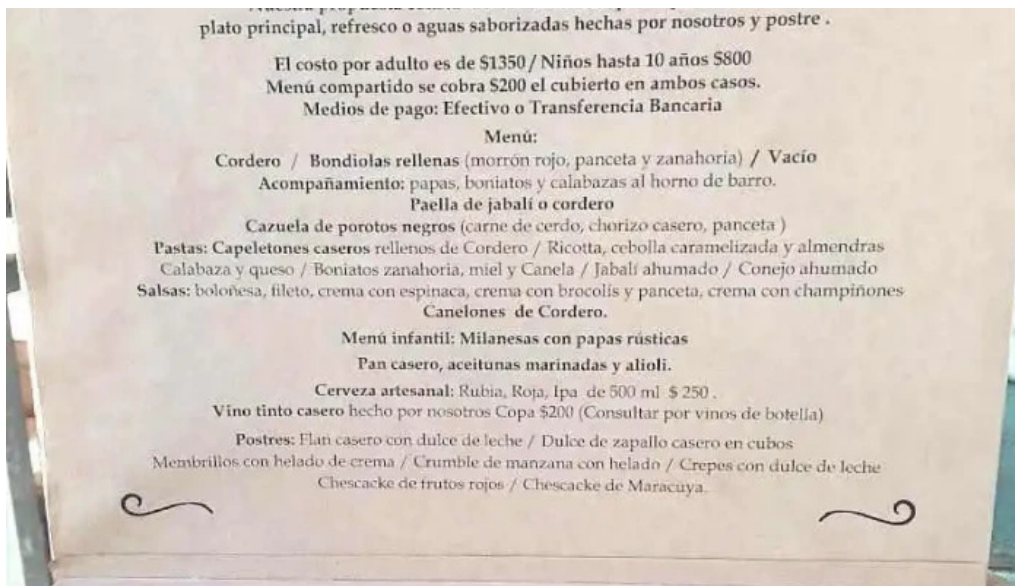 plato principal, refresco o aguas saborizadas hechas por nosotros y postre .
El costo por adulto es de $1350/ Niños hasta 10 años $800
Menú compartido se cobra $200 el cubierto en ambos casos.
Medios de pago: Efectivo o Transferencia Bancaria
Menú:
Cordero / Bondiolas rellenas (morrón rojo, panceta y zanahoria) / Vacío
Acompañamiento: papas, boniatos y calabazas al horno de barro.
Paella de jabalí o cordero
Cazuela de porotos negros (carne de cerdo, chorizo casero, panceta )
Pastas: Capeletones caseros rellenos de Cordero / Ricotta, cebolla caramelizada y almendras
Calabaza y queso / Boniatos zanahoria, miel y Canela / Jabalí ahumado / Conejo ahumado
Salsas: boloñesa, fileto, crema con espinaca, crema con brocolis y panceta, crema con champiñones
Canelones de Cordero.
Menú infantil: Milanesas con papas rústicas
Pan casero, aceitunas marinadas y alioli.
Cerveza artesanal: Rubia, Roja, Ipa de 500 ml $ 250 .
Vino tinto casero hecho por nosotros Copa $200 (Consultar por vinos de botella)
Postres: Flan casero con dulce de leche / Dulce de zapallo casero en cubos
Membrillos con helado de crema / Crumble de manzana con helado / Crepes con dulce de leche
Chescacke de frutos rojos / Chescacke de Maracuya.